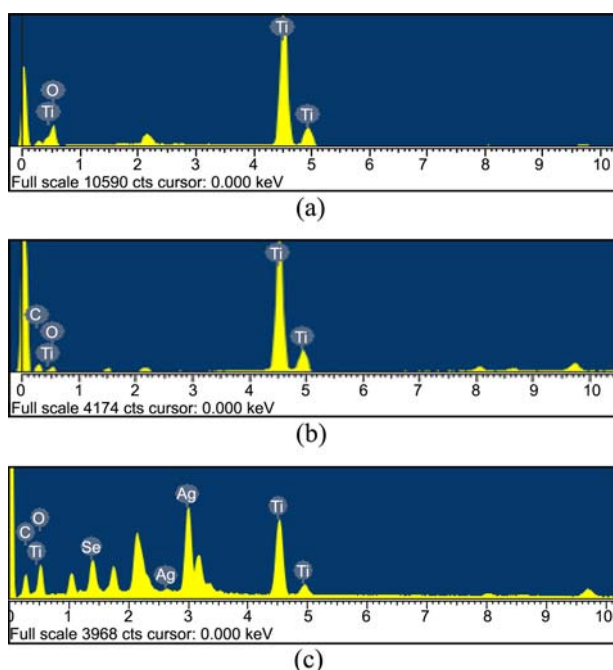 Ti
O
Ti
Ti
0 1 2 3 4 5 6 7 8 9 10
Full scale 10590 cts cursor: 0.000 keV
(a)
Ti
C
O
Ti
Ti
0 1 2 3 4 5 6 7 8 9 10
Full scale 4174 cts cursor: 0.000 keV
(b)
Ag
O
C
Ti
Se
Ag
Ti
Ti
0 1 2 3 4 5 6 7 8 9 10
Full scale 3968 cts cursor: 0.000 keV
(c)